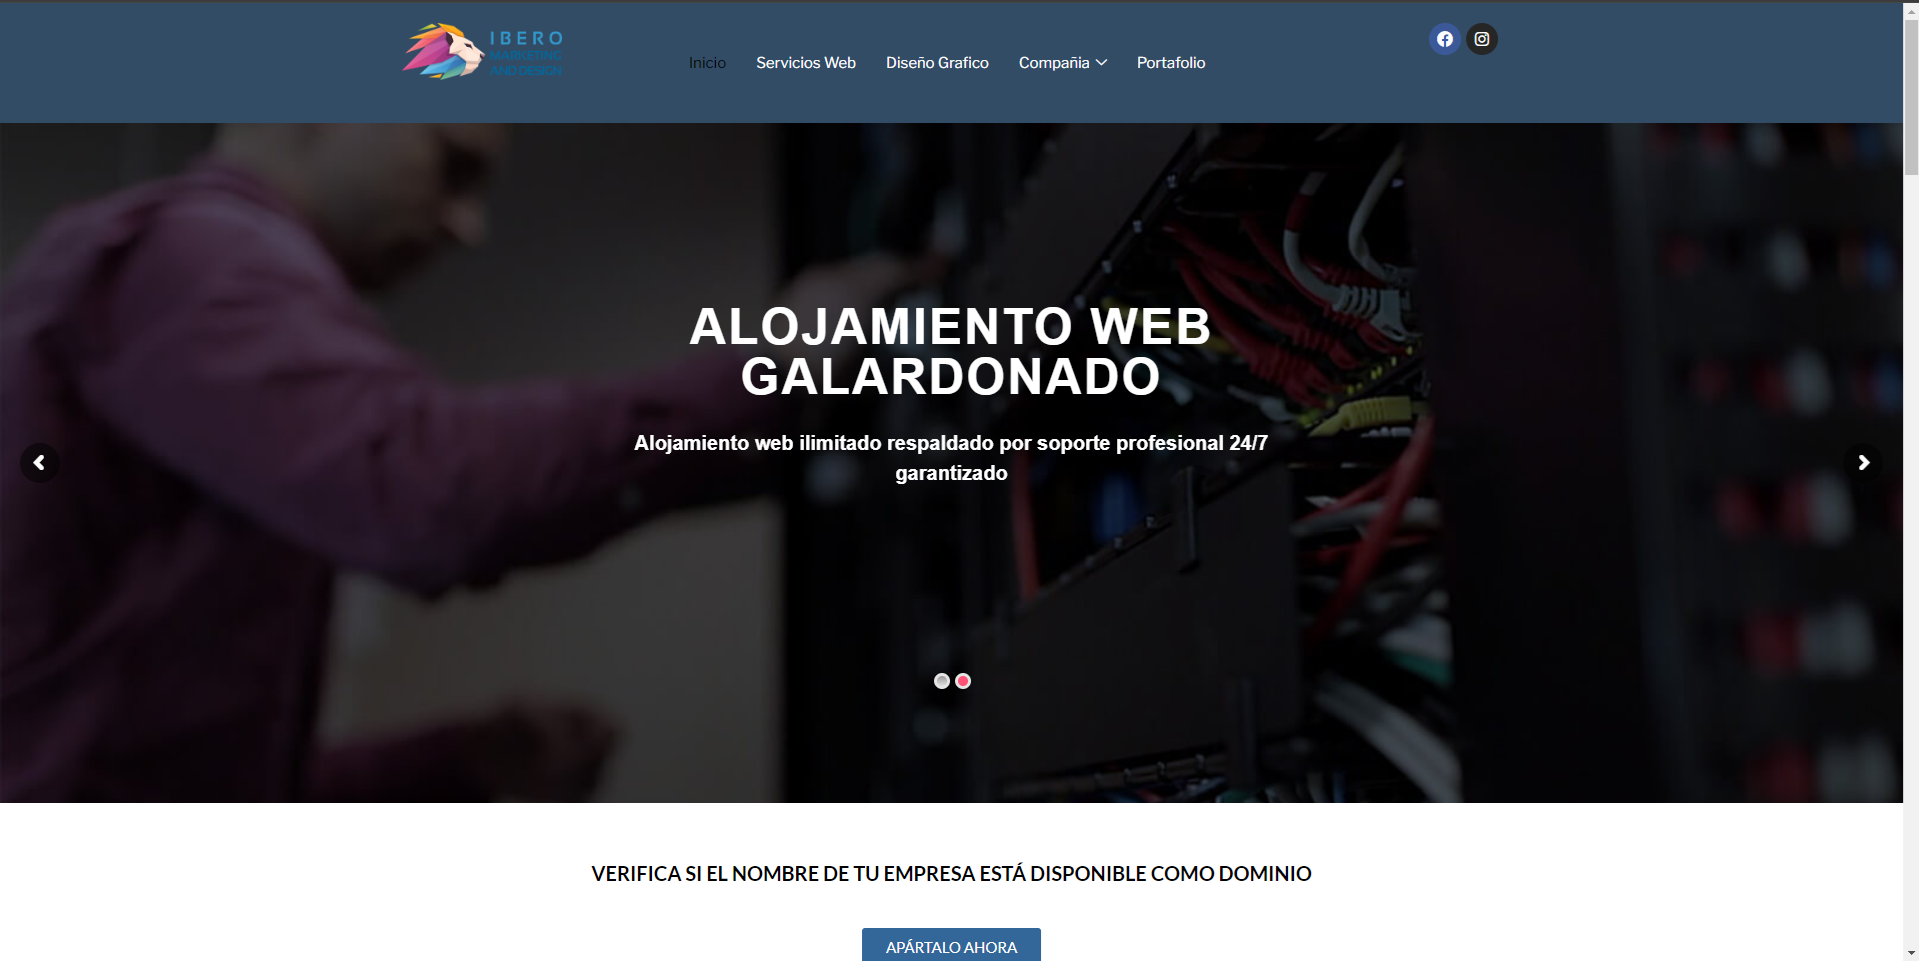 IBERO
MARKETING
AND DESIGN
Inicio
Servicios Web
Diseño Grafico
Compañia
Portafolio
ALOJAMIENTO WEB
GALARDONADO
Alojamiento web ilimitado respaldado por soporte profesional 24/7
garantizado
VERIFICA SI EL NOMBRE DE TU EMPRESA ESTÁ DISPONIBLE COMO DOMINIO
APÁRTALO AHORA